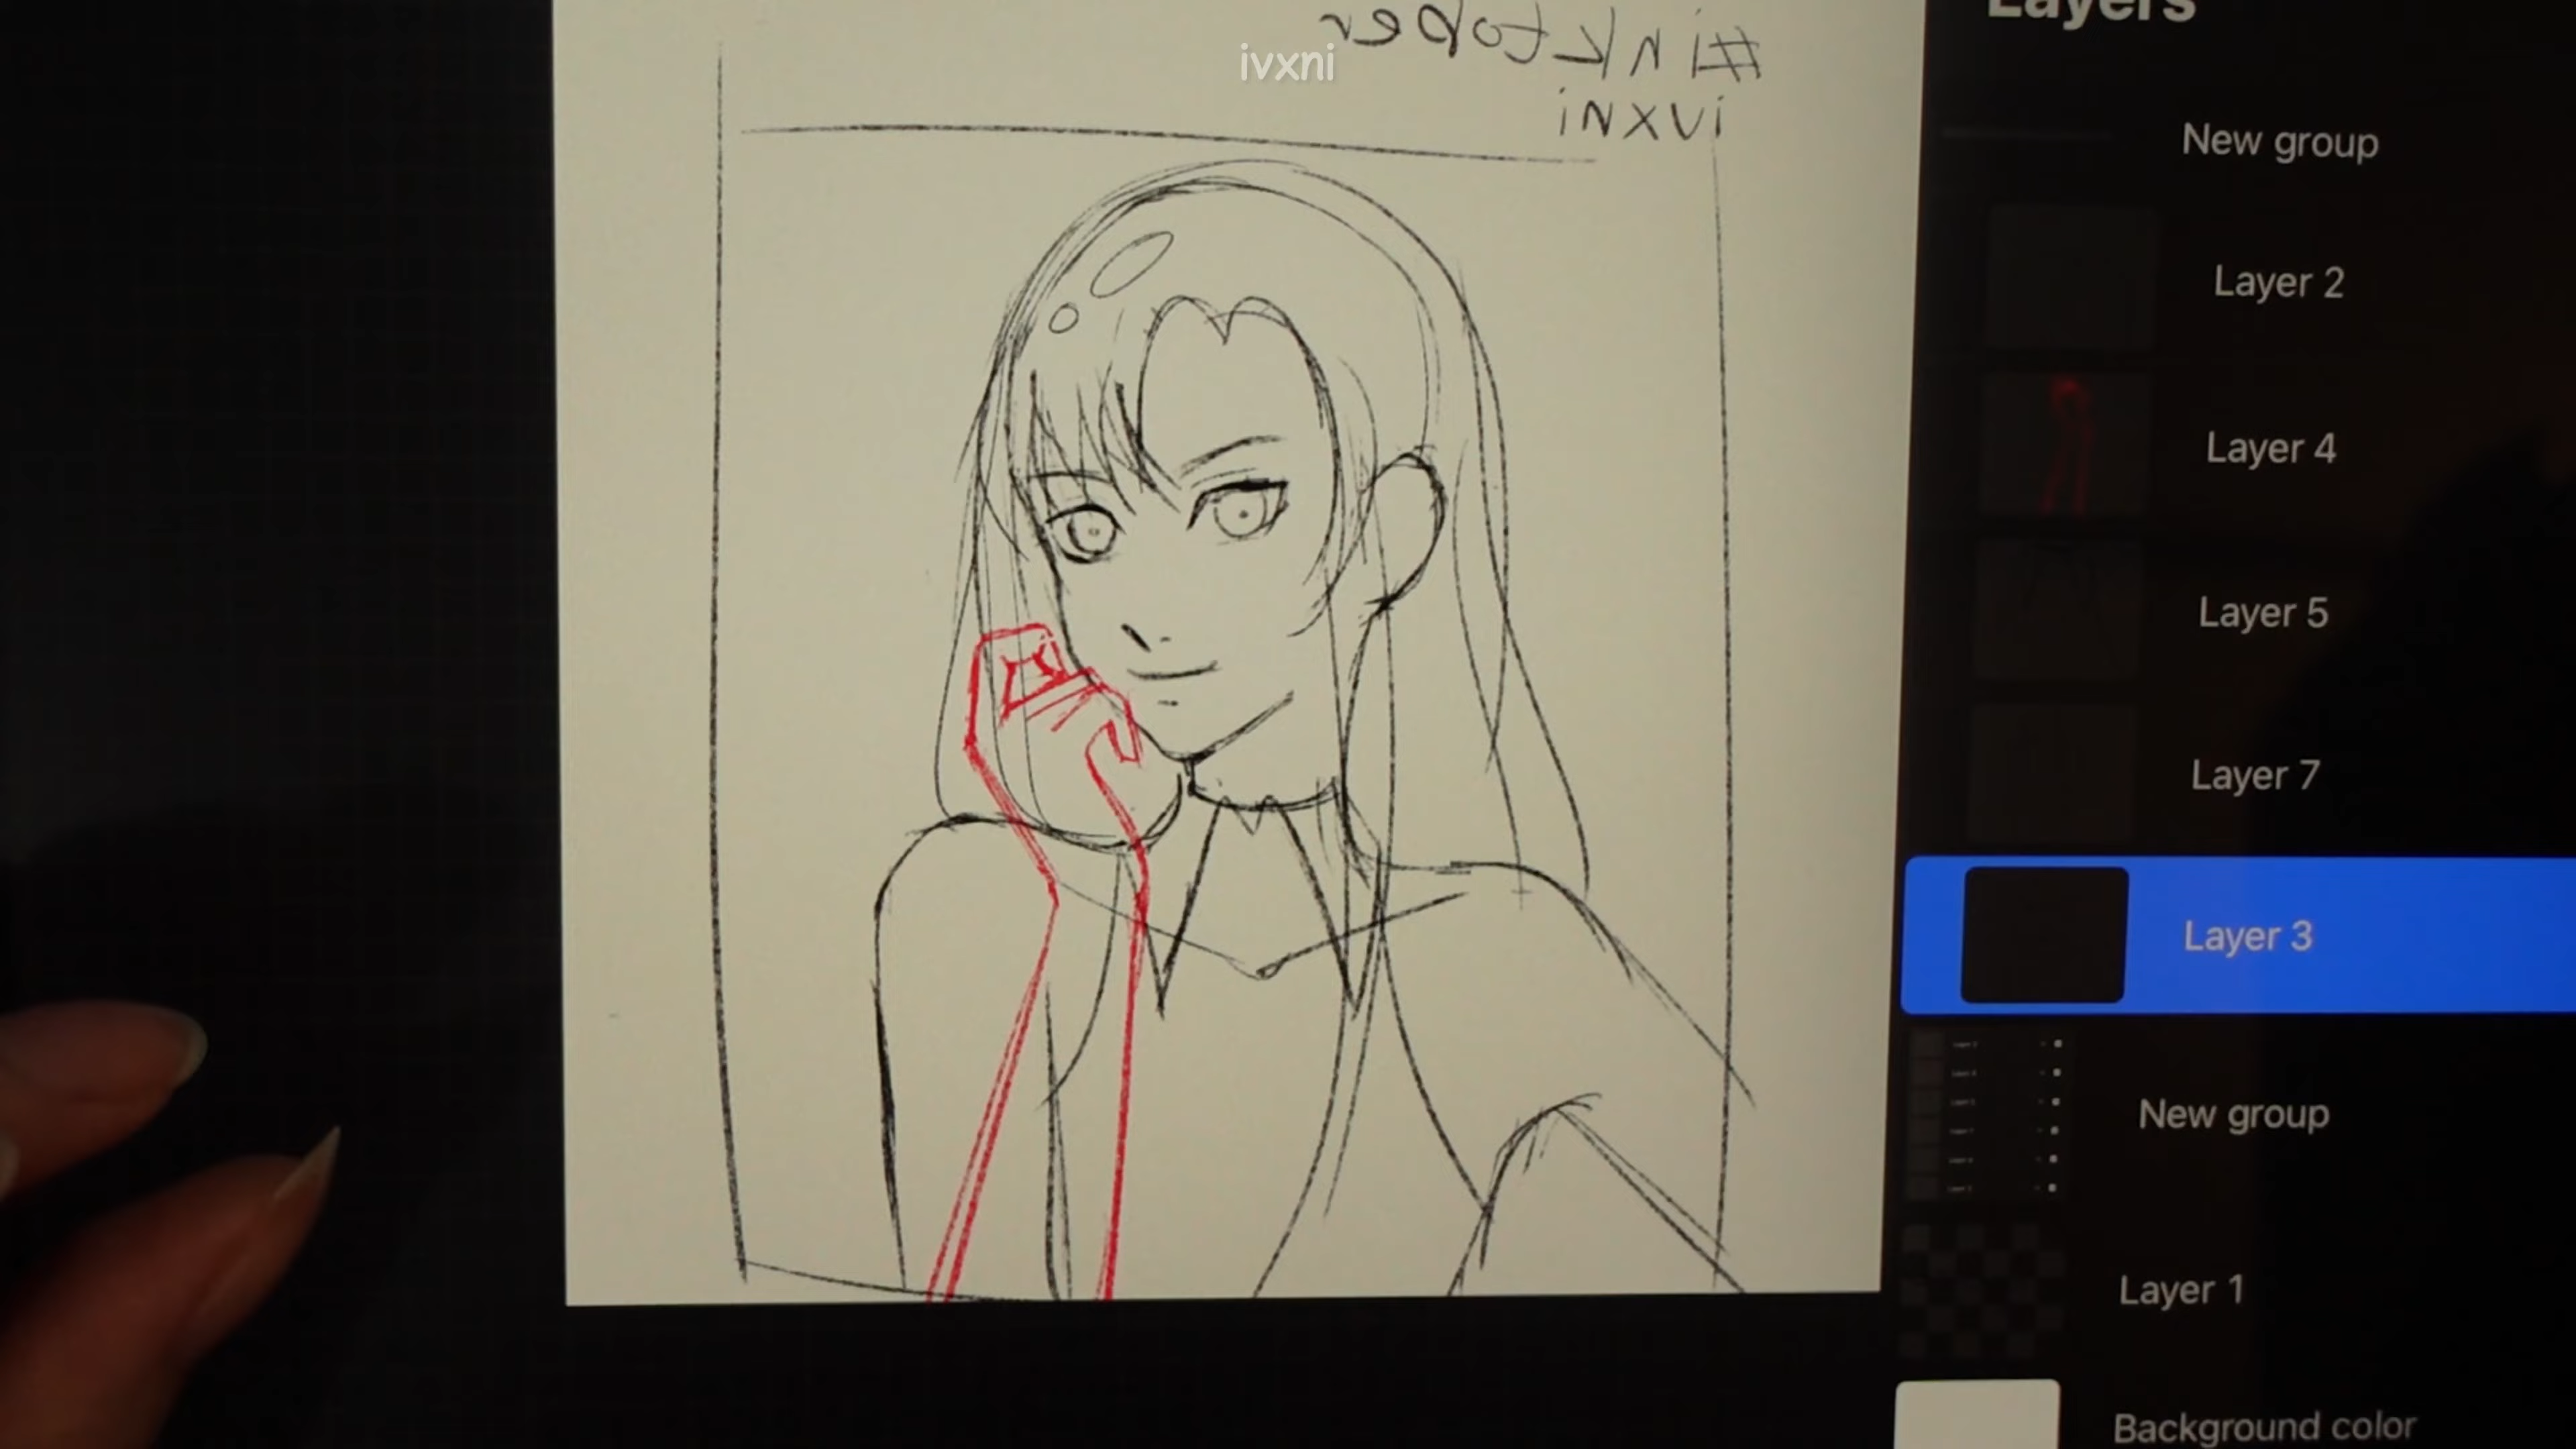 Layers
#inktober
ivxni
ivxni
New group
Layer 2
Layer 4
Layer 5
Layer 7
Layer 3
New group
Layer 1
Background color